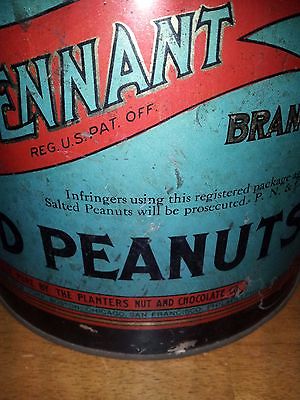 ENNANT
REG. U.S. PAT. OFF.
BRAN
Infringers using this registered package
Salted Peanuts will be prosecuted.- P. N. &
D PEANUTS
BY THE PLANTERS NUT AND CHOCOLATE
CHICAGO, SAN FRANCISCO,